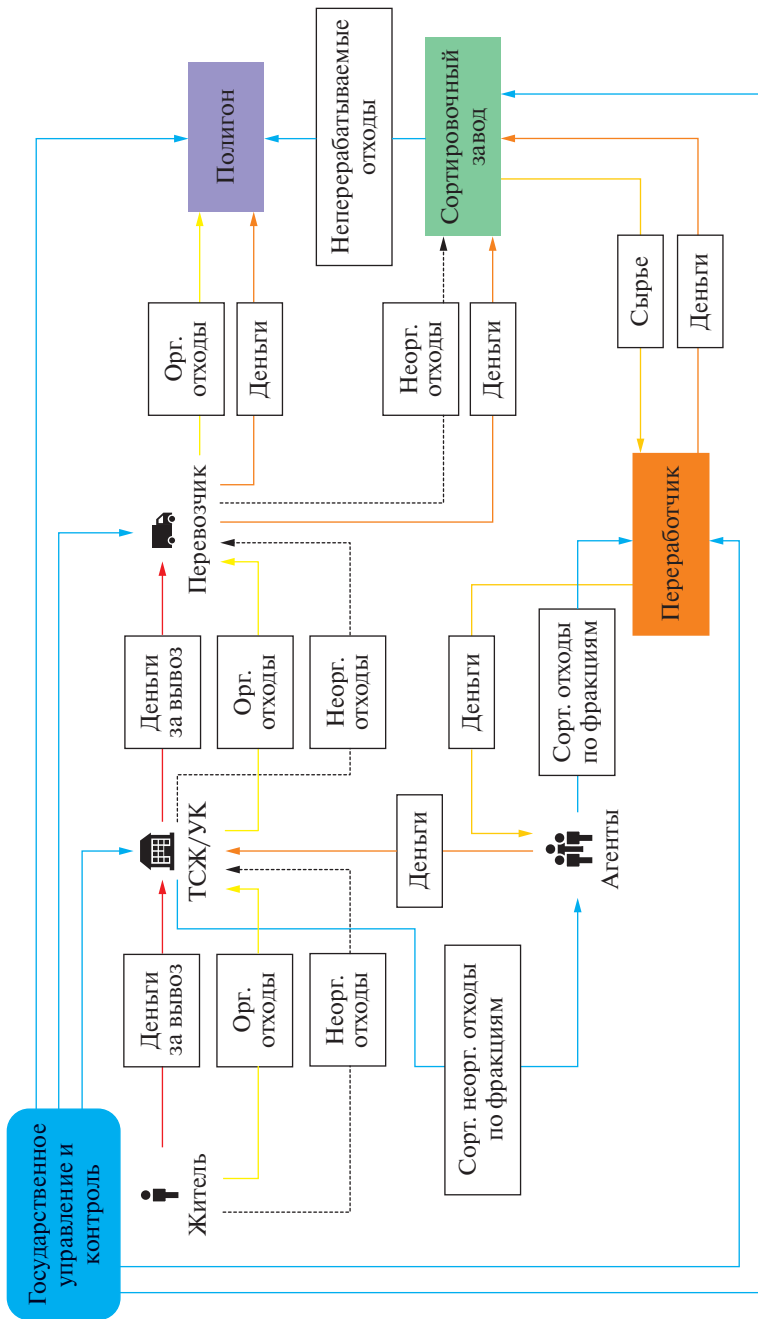 Государственное
управление и
контроль
Житель
Деньги
за вывоз
Орг.
отходы
Неорг.
отходы
ТСЖ/УК
Деньги
за вывоз
Орг.
отходы
Неорг.
отходы
Перевозчик
Орг.
отходы
Деньги
Полигон
Неперерабатываемые
отходы
Неорг.
отходы
Деньги
Сортировочный
завод
Сорт. неорг. отходы
по фракциям
Деньги
Агенты
Деньги
Сорт. отходы
по фракциям
Переработчик
Сырье
Деньги